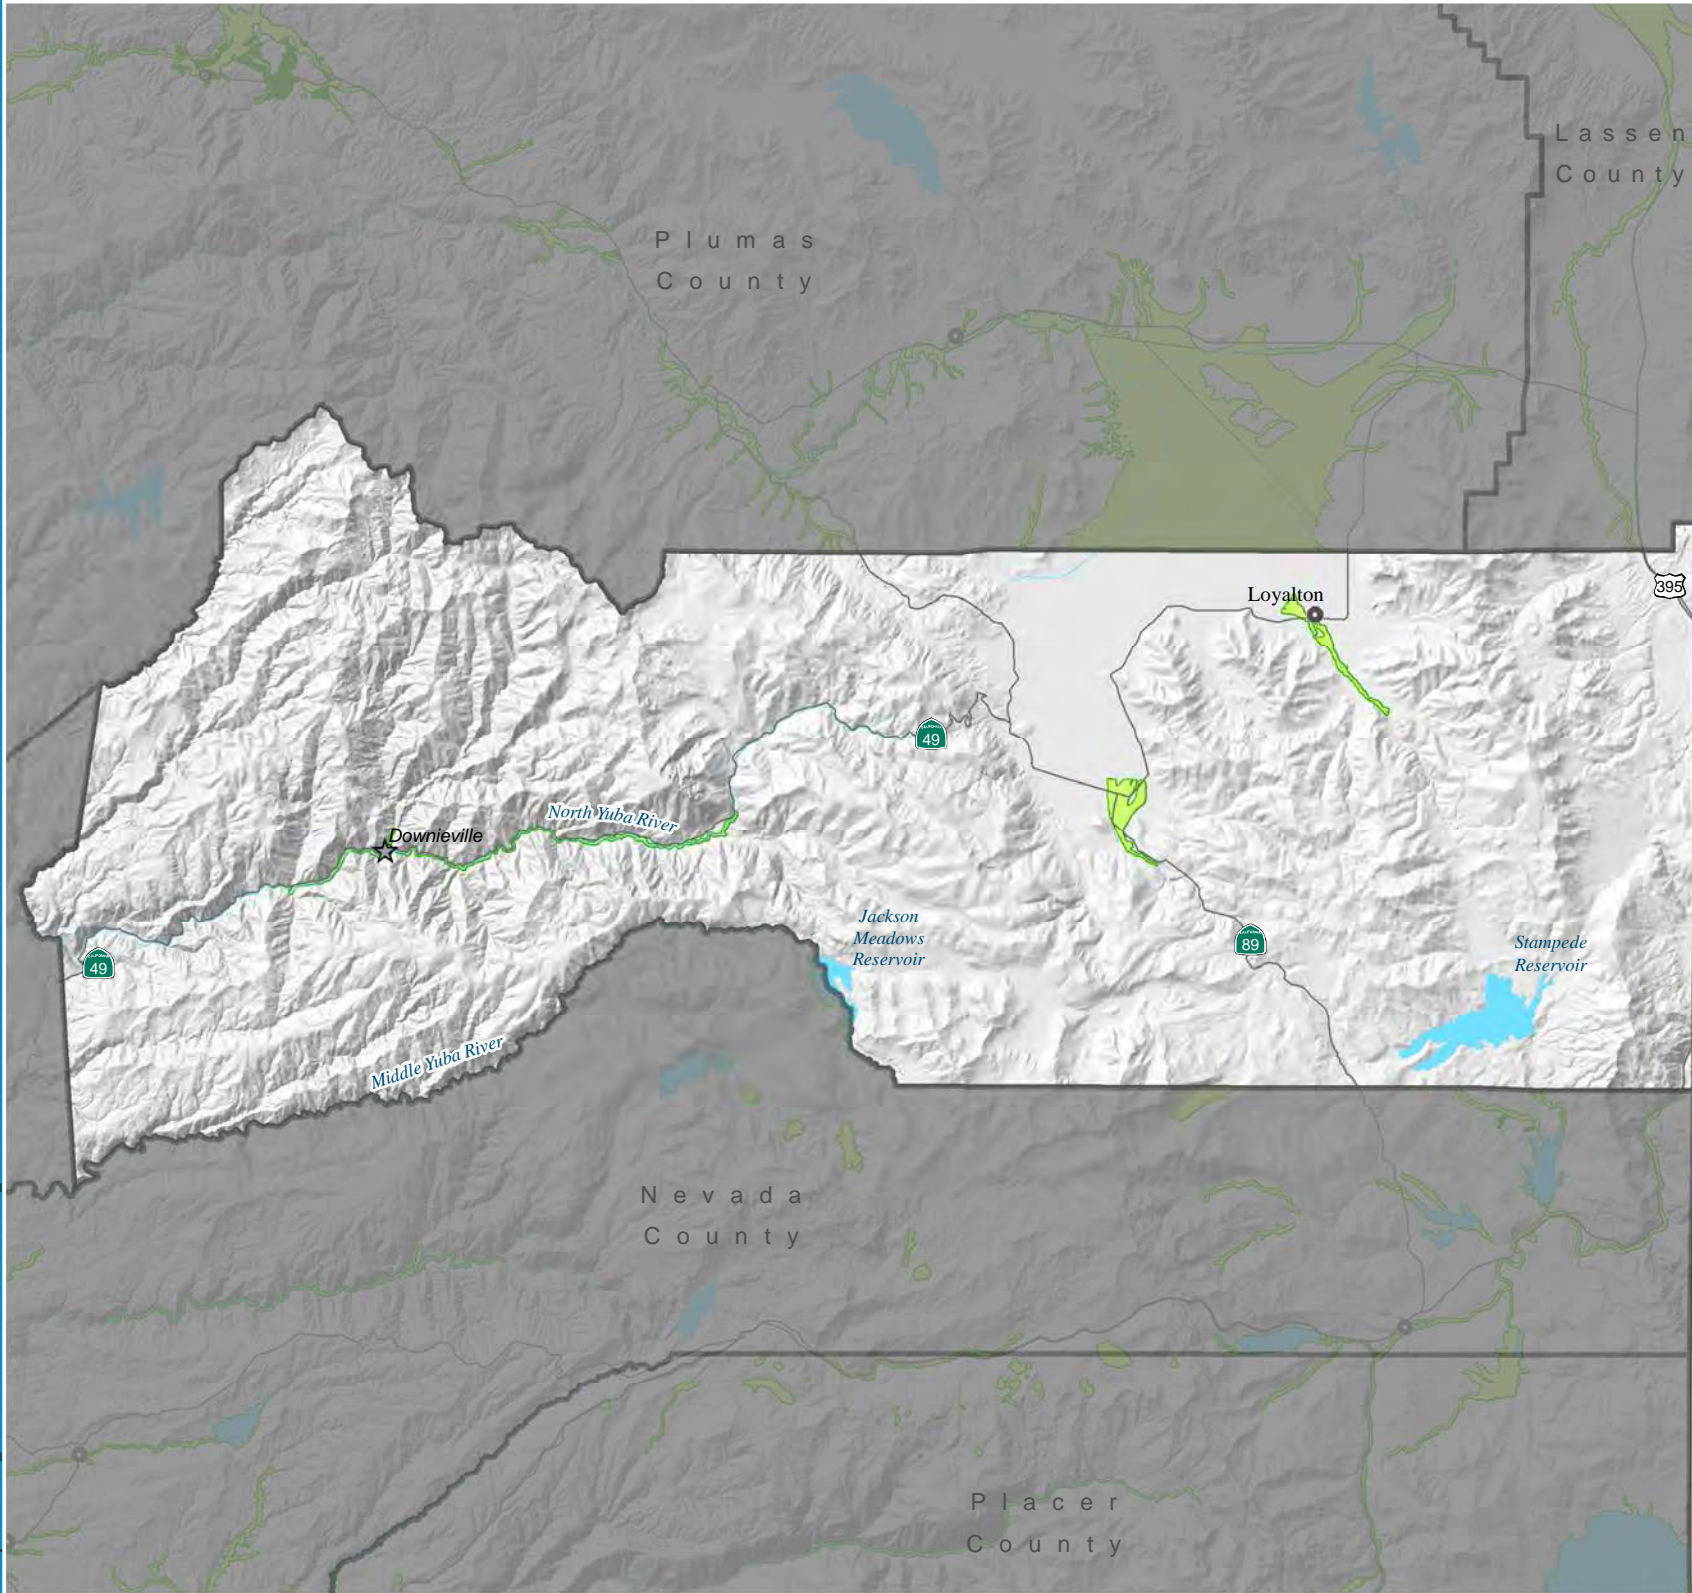 Lassen
County
Plumas
County
395
Loyalton
49
North Yuba River
Downieville
Jackson
Meadows
Reservoir
89
Stampede
Reservoir
49
Middle Yuba River
Nevada
County
Placer
County